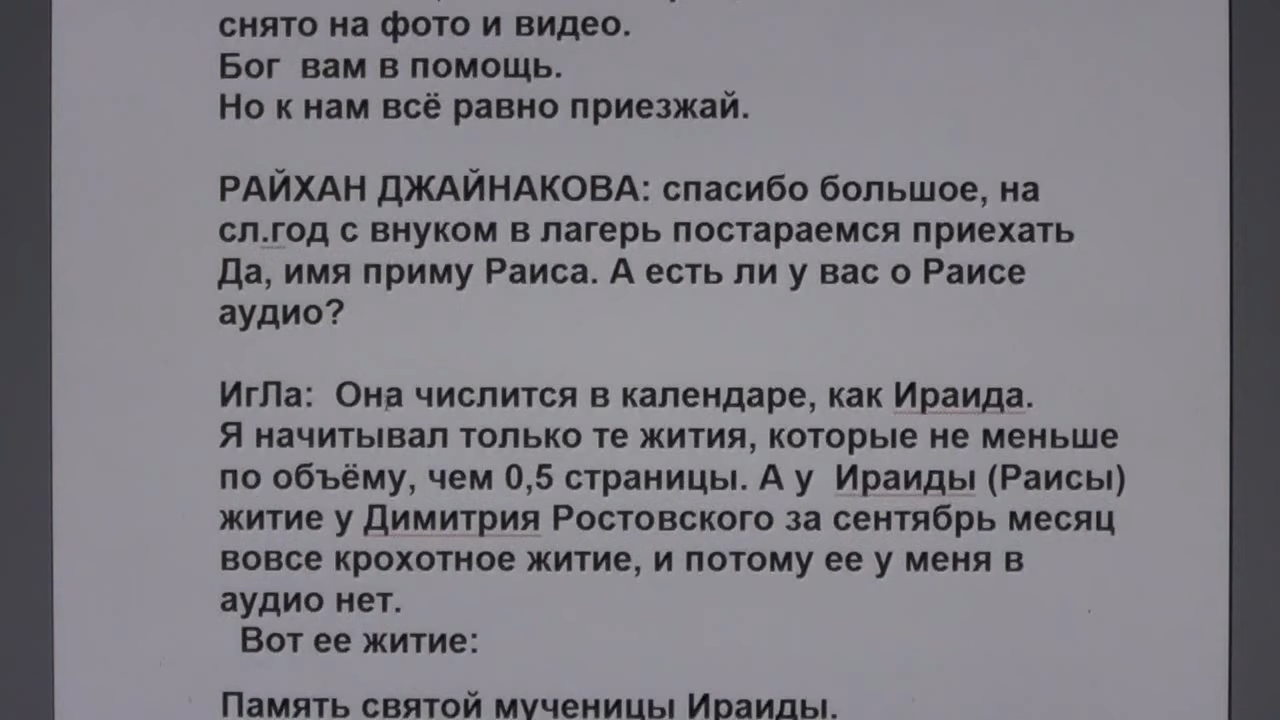 снято на фото и видео.
Бог вам в помощь.
Но к нам всё равно приезжай.
РАЙХАН ДЖАЙНАКОВА: спасибо большое, на
сл.год с внуком в лагерь постараемся приехать
Да, имя приму Раиса. А есть ли у вас о Раисе
аудио?
ИгЛа: Она числится в календаре, как Ираида.
Я начитывал только те жития, которые не меньше
по объёму, чем 0,5 страницы. А у Ираиды (Раисы)
житие у Димитрия Ростовского за сентябрь месяц
вовсе крохотное житие, и потому ее у меня в
аудио нет.
Вот ее житие:
Память святой мученицы Ираиды.